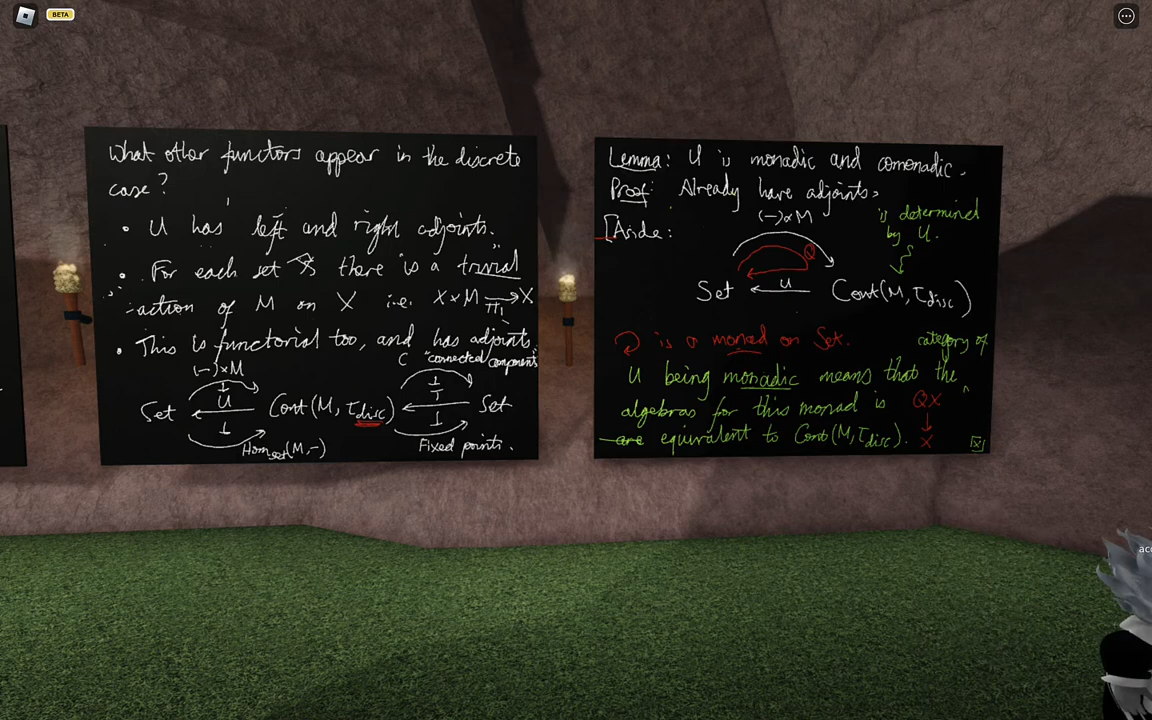 BETA
What other functors appear in the discrete
case?
• U has left and right adjoints.
• For each set X there is a "trivial"
action of M on X i.e. X×M ⇉ X
π₁
• This is functorial too, and has adjoints.
(-)×M
C "connected components"
⊥
⊥
U
T
Set
Cont(M, τdisc)
Set
⊥
⊥
HomSet(M,-)
Fixed points.
Lemma: U is monadic and comonadic.
Proof: Already have adjoints.
[Aside:
(-)×M
is determined
by U.
Q
Set
U
Cont(M, τdisc)
is a monad on Set.
category of
U being monadic means that the
algebras for this monad is
QX
↓
X
are equivalent to Cont(M, τdisc).
acc